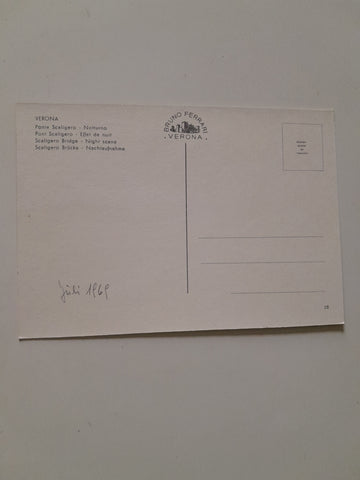 VERONA
Ponte Scaligero - Notturno
Pont Scaligero - Effet de nuit
Scaligero Bridge - Night scene
Scaligero Brücke - Nachtaufnahme
BRUNO FERRARI
VERONA
Juli 1969